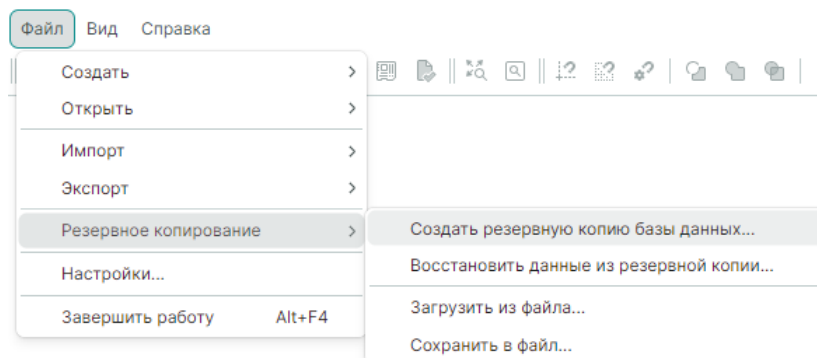 Файл Вид Справка
Создать
Открыть
Импорт
Экспорт
Резервное копирование
Создать резервную копию базы данных...
Восстановить данные из резервной копии...
Настройки...
Загрузить из файла...
Завершить работу Alt+F4
Сохранить в файл...